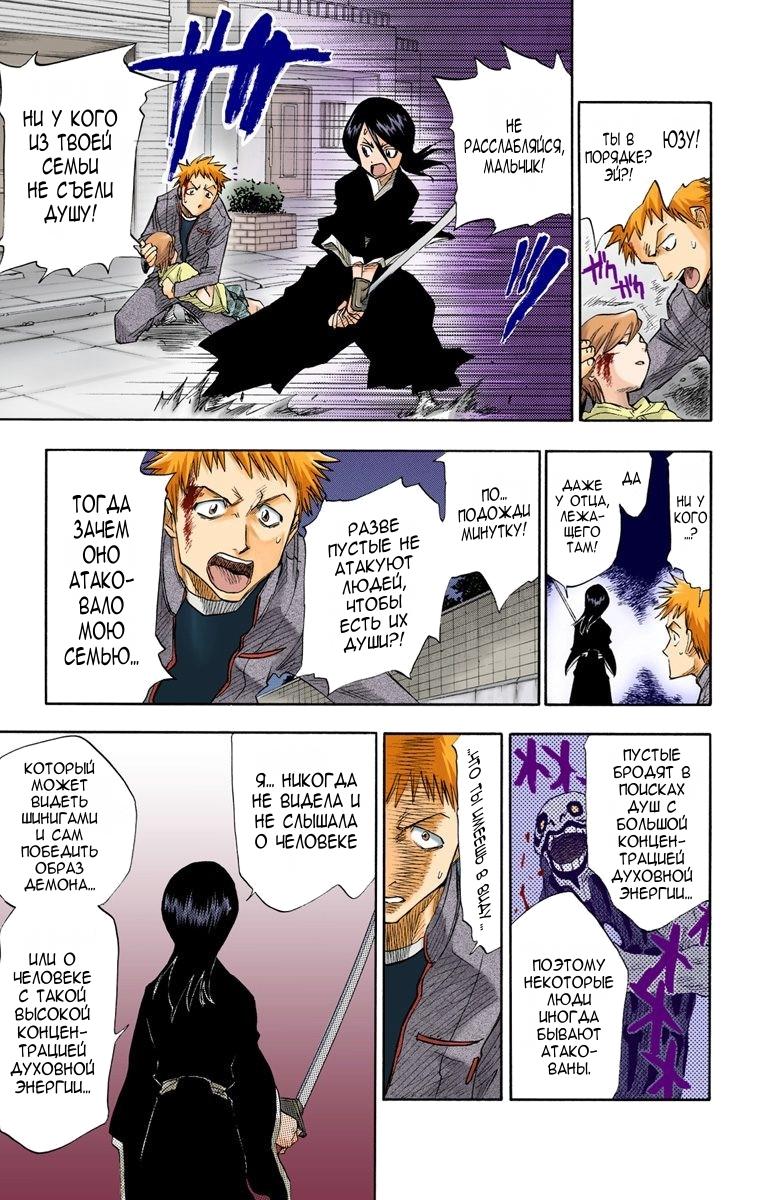 ЮЗУ!
ТЫ В
ПОРЯДКЕ?
ЭЙ?!
ガク
ガク
НЕ
РАССЛАБЛЯЙСЯ,
МАЛЬЧИК!
НИ У КОГО
ИЗ ТВОЕЙ
СЕМЬИ
НЕ СЪЕЛИ
ДУШУ!
НИ У
КОГО
...?
ДА
ДАЖЕ
У ОТЦА,
ЛЕЖА-
ЩЕГО
ТАМ!
ПО...
ПОДОЖДИ
МИНУТКУ!
РАЗВЕ
ПУСТЫЕ НЕ
АТАКУЮТ
ЛЮДЕЙ,
ЧТОБЫ
ЕСТЬ ИХ
ДУШИ?!
ТОГДА
ЗАЧЕМ
ОНО
АТАКО-
ВАЛО
МОЮ
СЕМЬЮ...
ПУСТЫЕ
БРОДЯТ В
ПОИСКАХ
ДУШ С
БОЛЬШОЙ
КОНЦЕН-
ТРАЦИЕЙ
ДУХОВНОЙ
ЭНЕРГИИ...
ПОЭТОМУ
НЕКОТОРЫЕ
ЛЮДИ
ИНОГДА
БЫВАЮТ
АТАКО-
ВАНЫ.
...ЧТО ТЫ ИМЕЕШЬ В ВИДУ...
Я... НИКОГДА
НЕ ВИДЕЛА И
НЕ СЛЫШАЛА
О ЧЕЛОВЕКЕ
КОТОРЫЙ
МОЖЕТ
ВИДЕТЬ
ШИНИГАМИ
И САМ
ПОБЕДИТЬ
ОБРАЗ
ДЕМОНА...
ИЛИ О
ЧЕЛОВЕКЕ
С ТАКОЙ
ВЫСОКОЙ
КОНЦЕН-
ТРАЦИЕЙ
ДУХОВНОЙ
ЭНЕРГИИ...